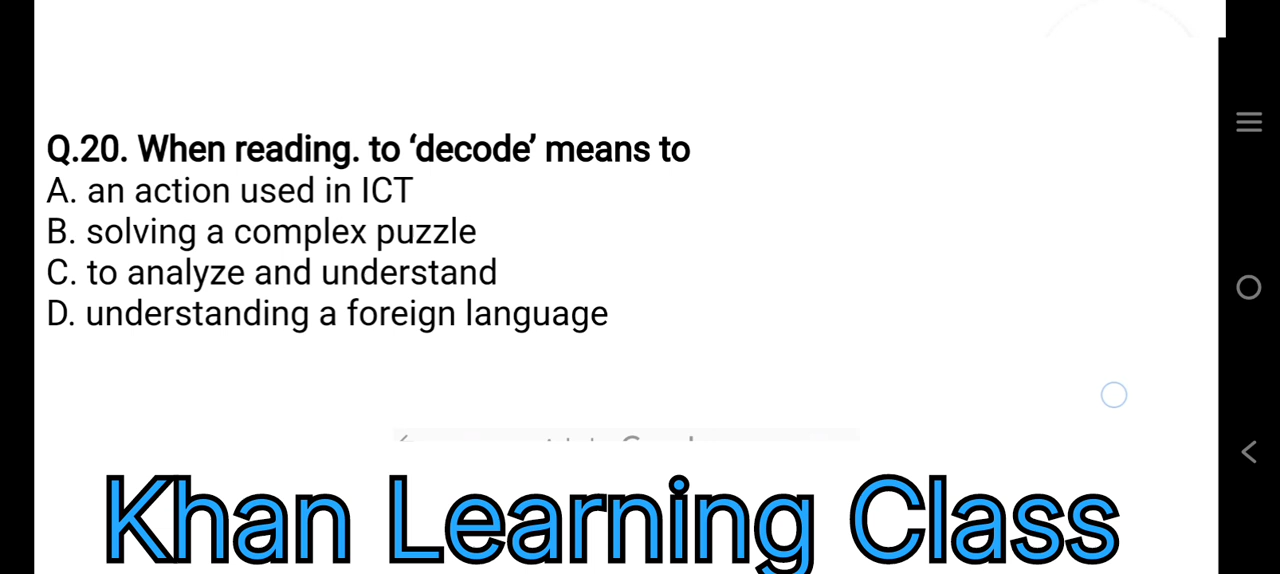 Q.20. When reading. to ‘decode’ means to
A. an action used in ICT
B. solving a complex puzzle
C. to analyze and understand
D. understanding a foreign language
Khan Learning Class